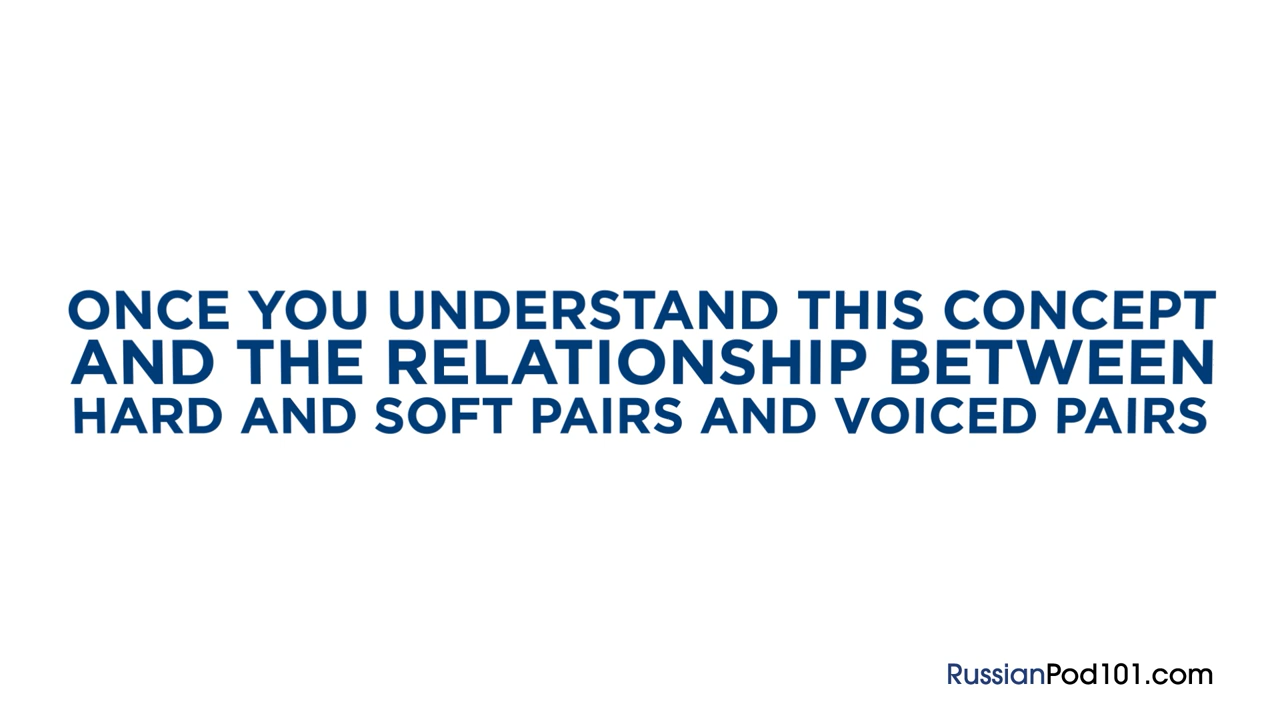 ONCE YOU UNDERSTAND THIS CONCEPT
AND THE RELATIONSHIP BETWEEN
HARD AND SOFT PAIRS AND VOICED PAIRS
RussianPod101.com